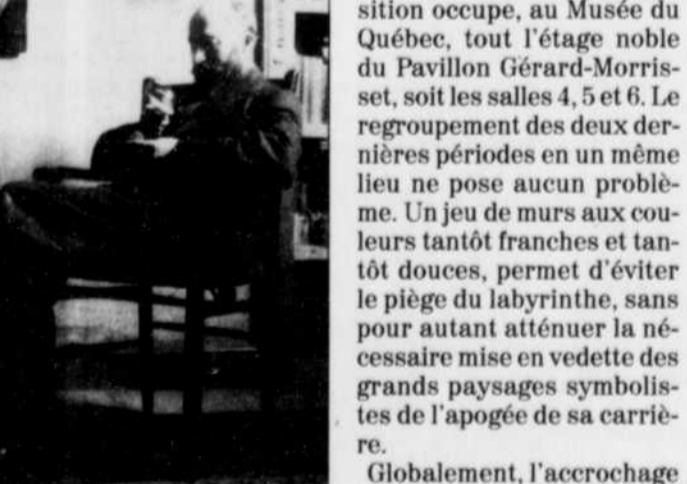 sition occupe, au Musée du
Québec, tout l'étage noble
du Pavillon Gérard-Morris-
set, soit les salles 4, 5 et 6. Le
regroupement des deux der-
nières périodes en un même
lieu ne pose aucun problè-
me. Un jeu de murs aux cou-
leurs tantôt franches et tan-
tôt douces, permet d'éviter
le piège du labyrinthe, sans
pour autant atténuer la né-
cessaire mise en vedette des
grands paysages symbolis-
tes de l'apogée de sa carriè-
re.
Globalement, l'accrochage